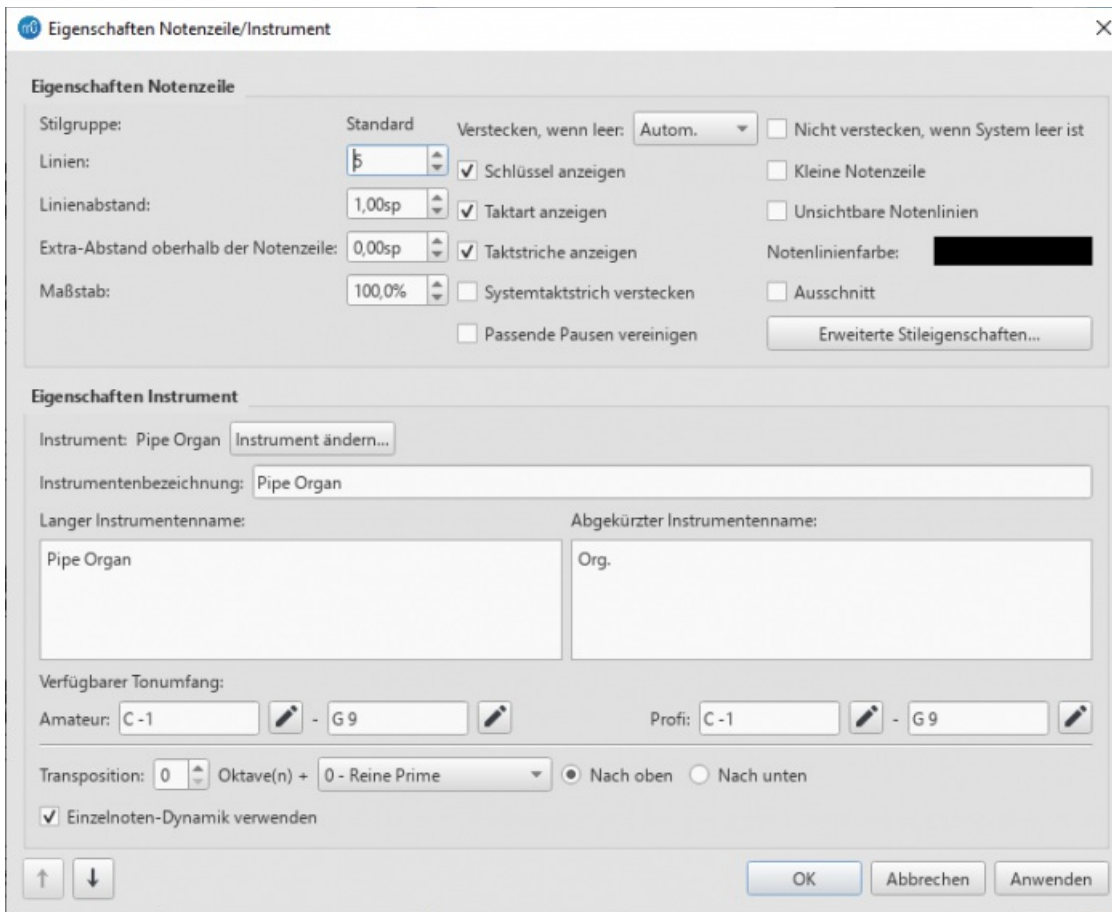 Eigenschaften Notenzeile/Instrument
Eigenschaften Notenzeile
Stilgruppe: Standard
Linien: 5
Linienabstand: 1,00sp
Extra-Abstand oberhalb der Notenzeile: 0,00sp
Maßstab: 100,0%
Verstecken, wenn leer: Autom.
Schlüssel anzeigen
Taktart anzeigen
Taktstriche anzeigen
Systemtaktstrich verstecken
Passende Pausen vereinigen
Nicht verstecken, wenn System leer ist
Kleine Notenzeile
Unsichtbare Notenlinien
Notenlinienfarbe:
Ausschnitt
Erweiterte Stileigenschaften...
Eigenschaften Instrument
Instrument: Pipe Organ Instrument ändern...
Instrumentenbezeichnung: Pipe Organ
Langer Instrumentenname:
Pipe Organ
Abgekürzter Instrumentenname:
Org.
Verfügbarer Tonumfang:
Amateur: C -1 - G 9 Profi: C -1 - G 9
Transposition: 0 Oktave(n) + 0 - Reine Prime Nach oben Nach unten
Einzelnoten-Dynamik verwenden
OK Abbrechen Anwenden